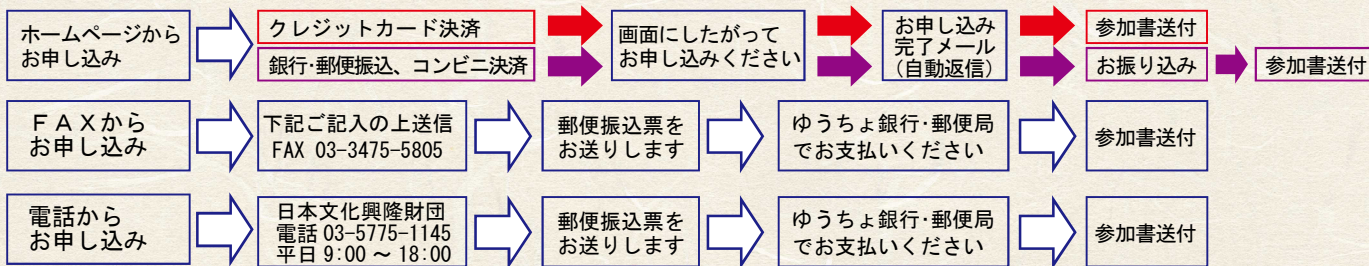 ホームページから
お申し込み
クレジットカード決済
銀行･郵便振込、コンビニ決済
画面にしたがって
お申し込みください
お申し込み
完了メール
(自動返信)
参加書送付
お振り込み
参加書送付
ＦＡＸから
お申し込み
下記ご記入の上送信
FAX 03-3475-5805
郵便振込票を
お送りします
ゆうちょ銀行･郵便局
でお支払いください
参加書送付
電話から
お申し込み
日本文化興隆財団
電話 03-5775-1145
平日 9:00 ～ 18:00
郵便振込票を
お送りします
ゆうちょ銀行･郵便局
でお支払いください
参加書送付